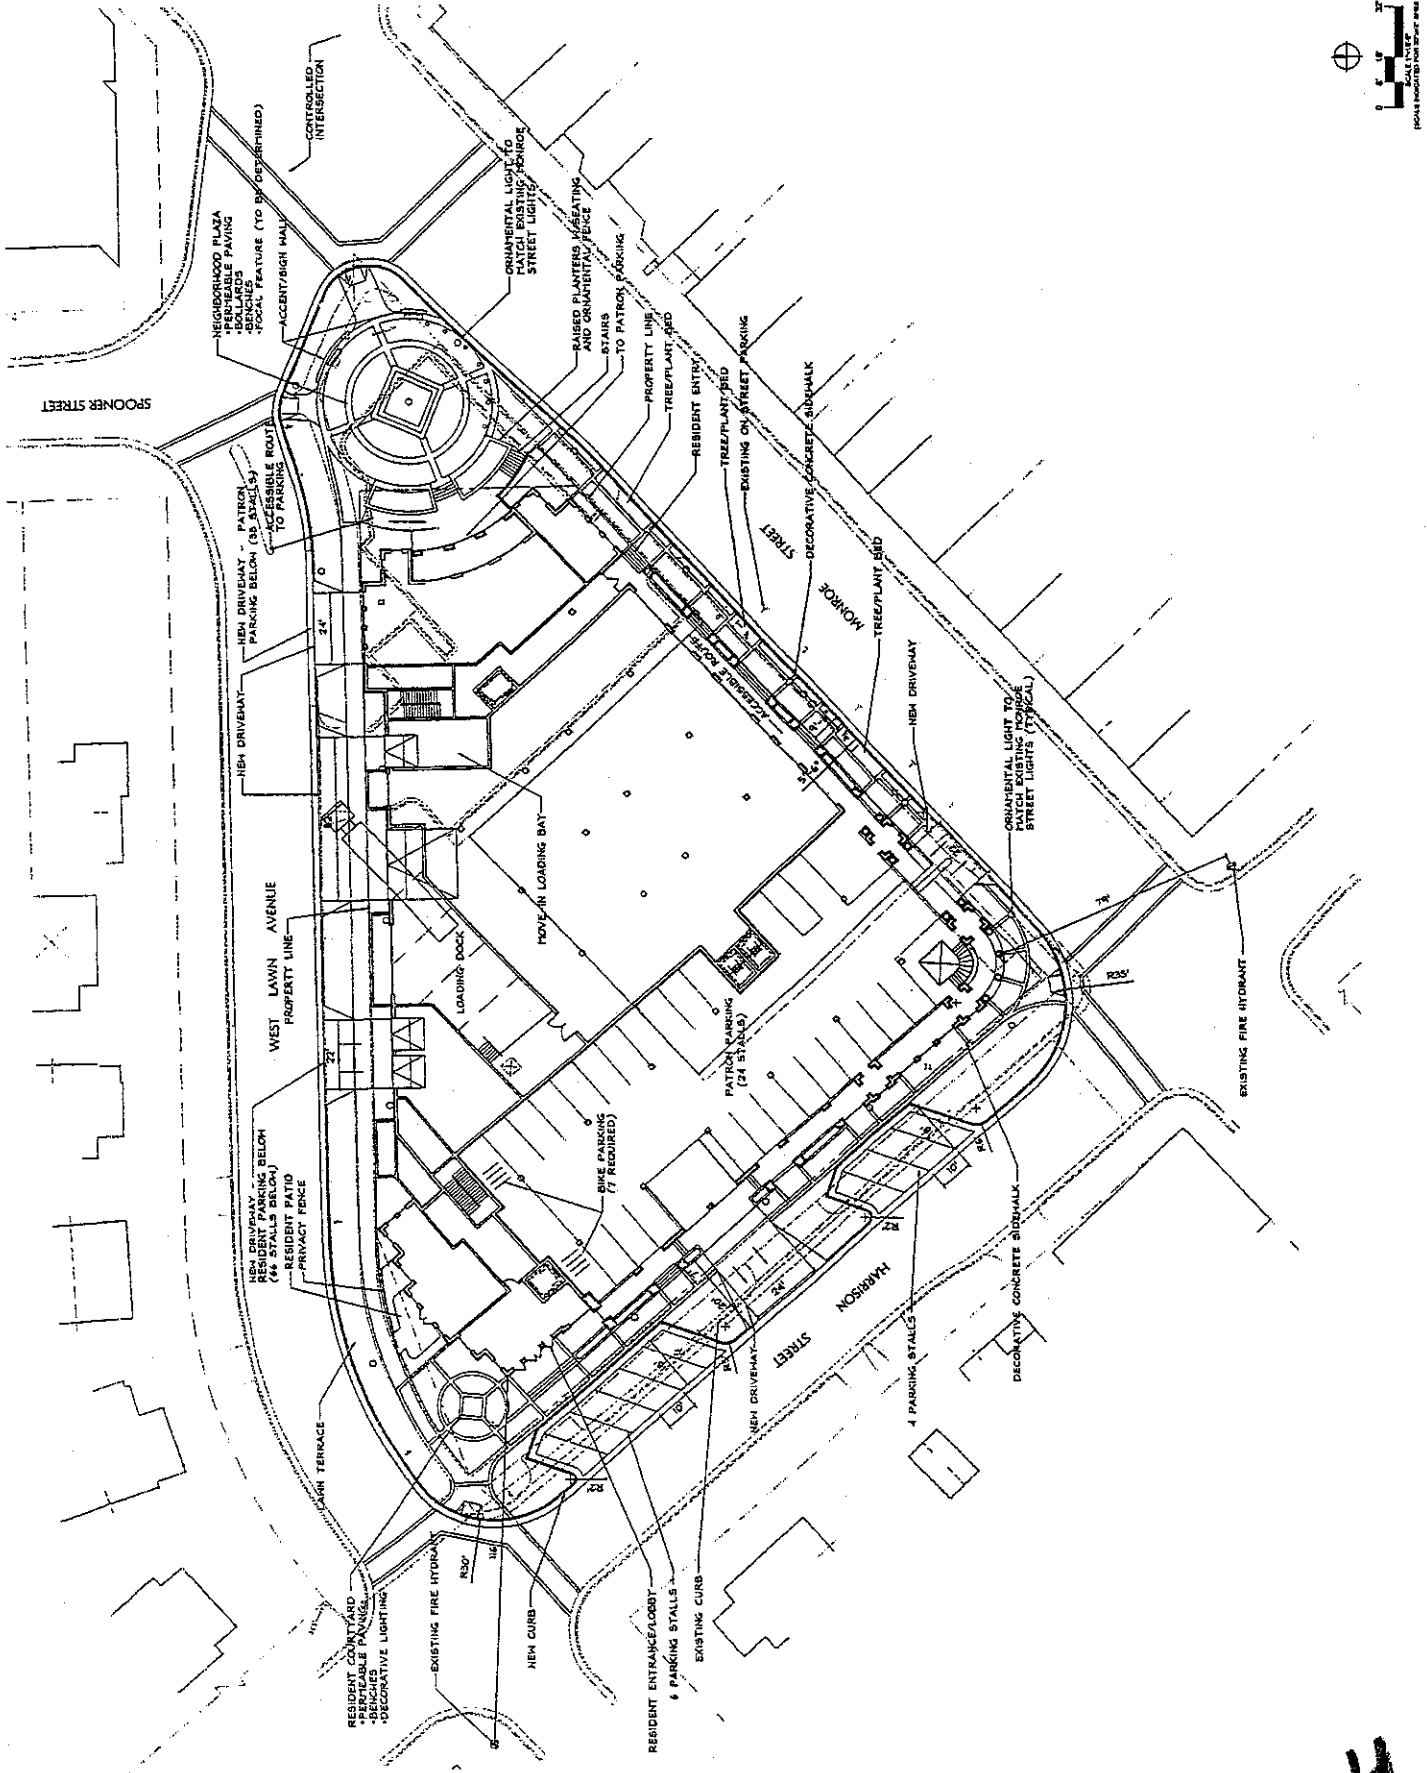 SPOONER STREET
CONTROLLED
INTERSECTION
NEIGHBORHOOD PLAZA
•PERMEABLE PAVING
•BOLLARDS
•BENCHES
•FOCAL FEATURE (TO BE DETERMINED)
ACCENT/SIGN WALL
ORNAMENTAL LIGHT TO
MATCH EXISTING MONROE
STREET LIGHTS
RAISED PLANTERS W/SEATING
AND ORNAMENTAL FENCE
STAIRS
TO PATRON PARKING
PROPERTY LINE
TREE/PLANT BED
RESIDENT ENTRY
TREE/PLANT BED
EXISTING ON STREET PARKING
DECORATIVE CONCRETE SIDEWALK
STREET
MONROE
TREE/PLANT BED
NEW DRIVEWAY
ORNAMENTAL LIGHT TO
MATCH EXISTING MONROE
STREET LIGHTS (TYPICAL)
ACCESSIBLE ROUTE
TO PARKING
NEW DRIVEWAY - PATRON
PARKING BELOW (55 STALLS)
24'
NEW DRIVEWAY
ACCESSIBLE ROUTE
MOVE-IN LOADING BAY
LOADING DOCK
WEST LAWN AVENUE
PROPERTY LINE
22'
NEW DRIVEWAY
RESIDENT PARKING BELOW
(66 STALLS BELOW)
RESIDENT PATIO
PRIVACY FENCE
PATRON PARKING
(24 STALLS)
BIKE PARKING
(7 REQUIRED)
R35'
EXISTING FIRE HYDRANT
10'
HARRISON
STREET
24'
4 PARKING STALLS
DECORATIVE CONCRETE SIDEWALK
NEW DRIVEWAY
10'
LAWN TERRACE
RESIDENT COURTYARD
•PERMEABLE PAVING
•BENCHES
•DECORATIVE LIGHTING
EXISTING FIRE HYDRANT
R30'
NEW CURB
RESIDENT ENTRANCE/LOBBY
6 PARKING STALLS
EXISTING CURB